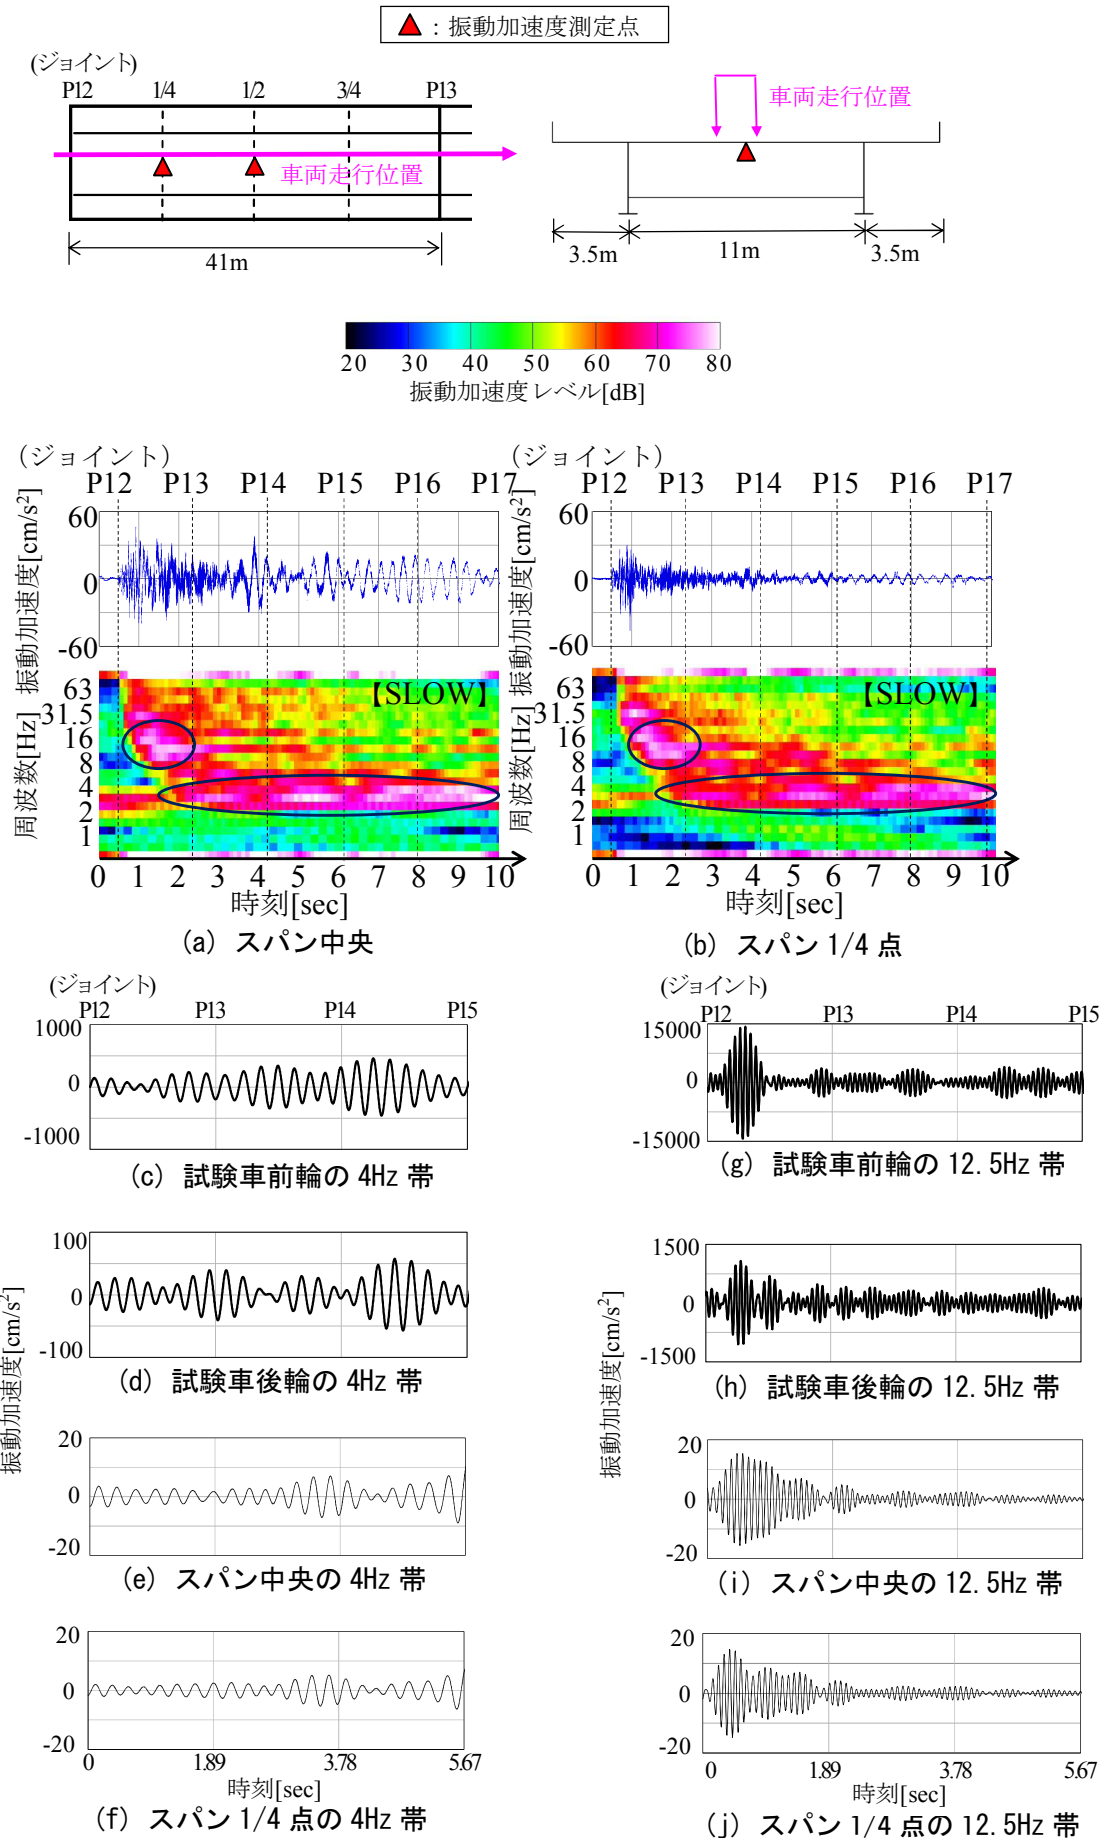 ▲：振動加速度測定点
(ジョイント)
P12 1/4 1/2 3/4 P13
車両走行位置
41m
車両走行位置
3.5m 11m 3.5m
20 30 40 50 60 70 80
振動加速度レベル[dB]
(ジョイント)
P12 P13 P14 P15 P16 P17
振動加速度[cm/s²]
60
0
-60
周波数[Hz]
63
31.5
16
8
4
2
1
【SLOW】
0 1 2 3 4 5 6 7 8 9 10
時刻[sec]
(a) スパン中央
(ジョイント)
P12 P13 P14 P15 P16 P17
振動加速度[cm/s²]
60
0
-60
周波数[Hz]
63
31.5
16
8
4
2
1
【SLOW】
0 1 2 3 4 5 6 7 8 9 10
時刻[sec]
(b) スパン 1/4 点
(ジョイント)
P12 P13 P14 P15
1000
0
-1000
(c) 試験車前輪の 4Hz 帯
100
0
-100
(d) 試験車後輪の 4Hz 帯
振動加速度[cm/s²]
20
0
-20
(e) スパン中央の 4Hz 帯
20
0
-20
0 1.89 3.78 5.67
時刻[sec]
(f) スパン 1/4 点の 4Hz 帯
(ジョイント)
P12 P13 P14 P15
15000
0
-15000
(g) 試験車前輪の 12.5Hz 帯
1500
0
-1500
(h) 試験車後輪の 12.5Hz 帯
振動加速度[cm/s²]
20
0
-20
(i) スパン中央の 12.5Hz 帯
20
0
-20
0 1.89 3.78 5.67
時刻[sec]
(j) スパン 1/4 点の 12.5Hz 帯